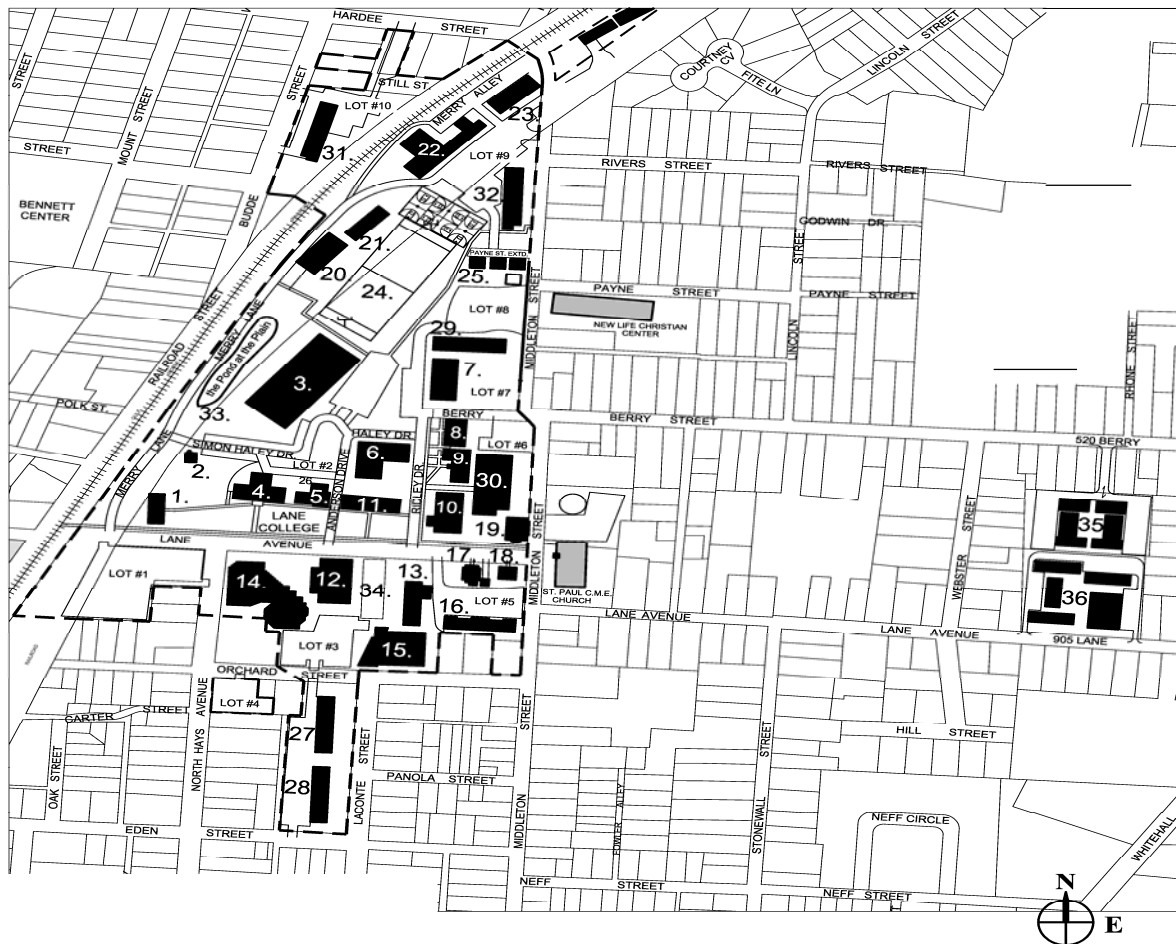 HARDEE
STREET
LINCOLN STREET
COURTNEY
CV
FITE LN
STILL ST.
MERRY ALLEY
STREET
LOT #10
23.
MOUNT STREET
22.
31.
LOT #9
STREET
RIVERS STREET
RIVERS STREET
32.
BENNETT
CENTER
BUDDE
21.
GODWIN DR.
STREET
PAYNE ST. EXTD.
20.
25.
24.
PAYNE STREET
PAYNE STREET
MIDDLETON STREET
LOT #8
NEW LIFE CHRISTIAN
CENTER
29.
LINCOLN
RHONE STREET
MERRY LANE
the Pond at the Plain
RAILROAD STREET
7.
3.
LOT #7
POLK ST.
33.
BERRY
BERRY STREET
8.
HALEY DR.
520 BERRY
SIMON HALEY DR.
LOT #6
6.
9.
2.
LOT #2
30.
MERRY LANE
26
ANDERSON DRIVE
RIPLEY DR.
1.
4.
5.
11.
10.
LANE
COLLEGE
19.
35
WEBSTER STREET
LANE AVENUE
17.
18.
MIDDLETON STREET
LOT #1
14.
12.
13.
34.
ST. PAUL C.M.E.
CHURCH
36
16.
LOT #5
LANE AVENUE
LANE AVENUE
905 LANE
LOT #3
15.
RAILROAD
ORCHARD STREET
LOT #4
CARTER STREET
NORTH HAYS AVENUE
27
HILL STREET
LACONTE STREET
MIDDLETON STREET
STONEWALL STREET
OAK STREET
28
PANOLA STREET
FOWLER ALLEY
EDEN STREET
NEFF CIRCLE
WHITEHALL
NEFF STREET
NEFF STREET
N
E